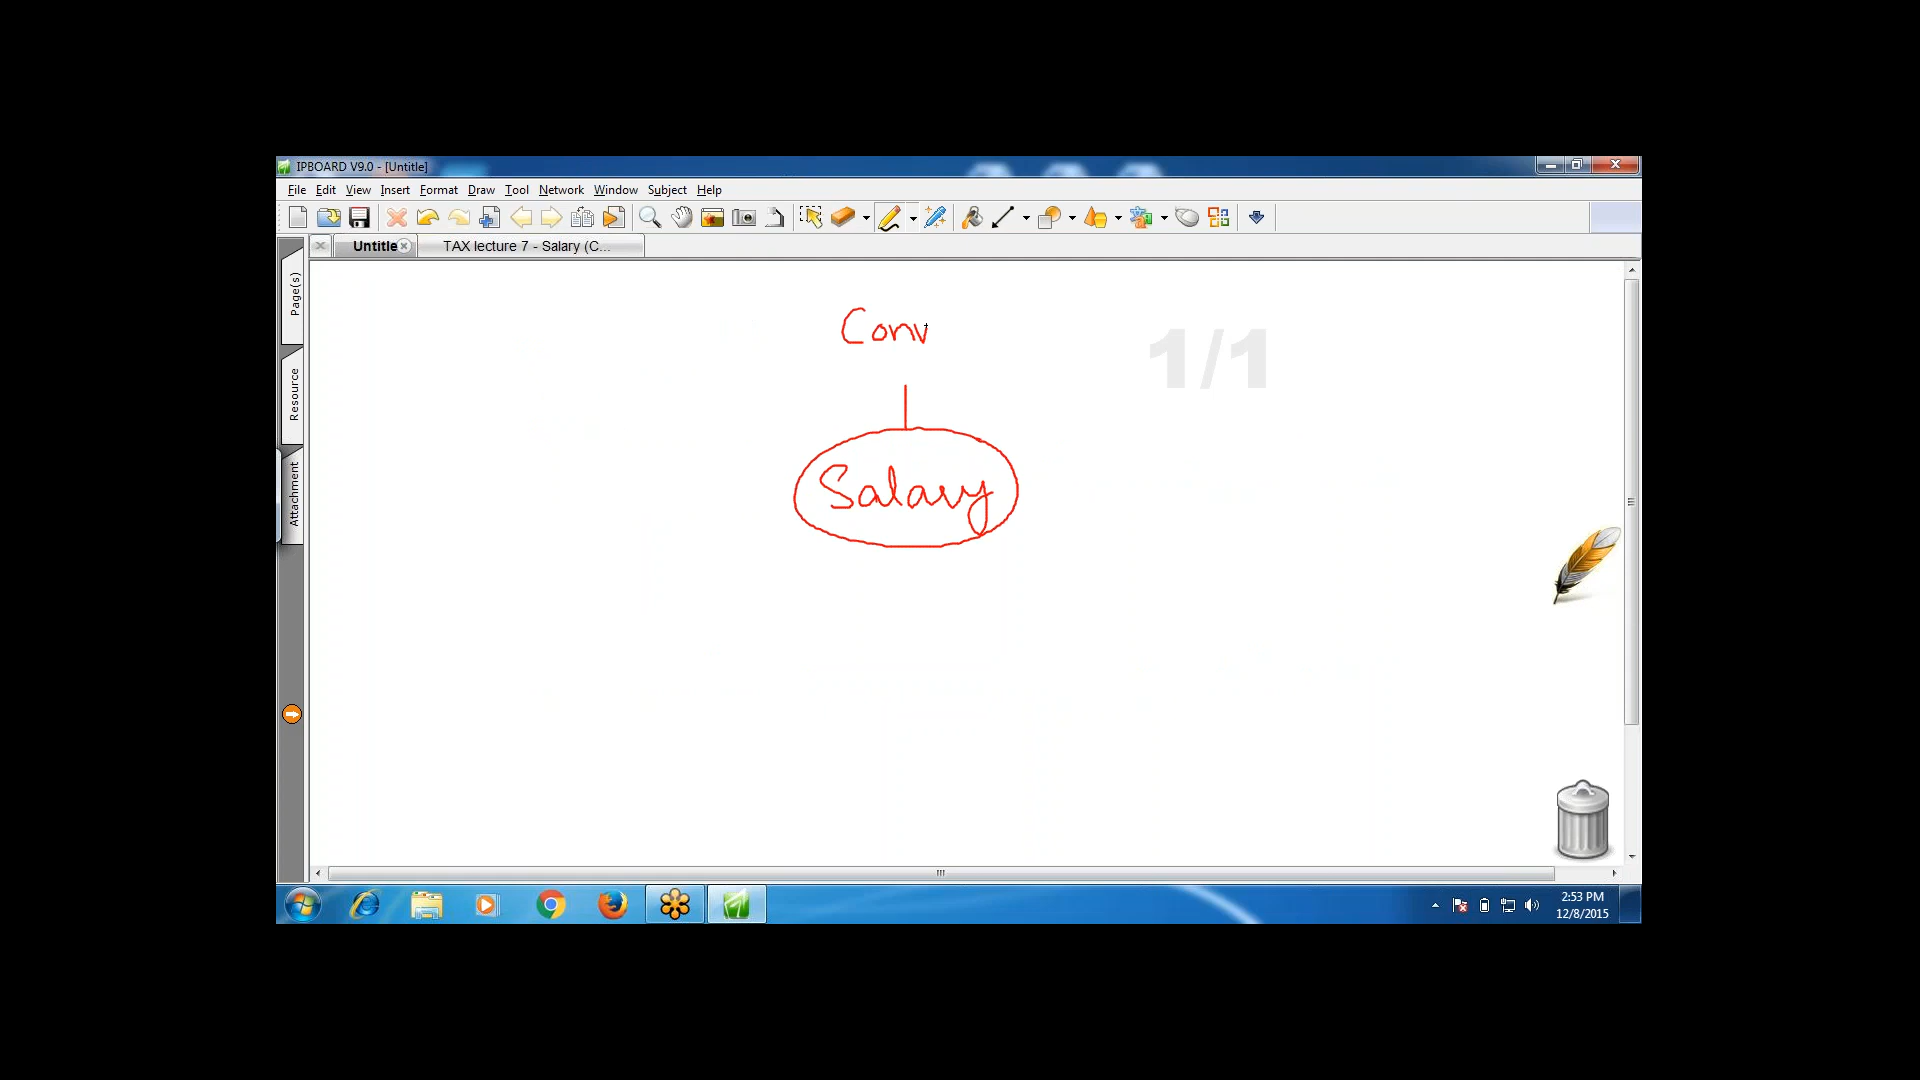 IPBOARD V9.0 - [Untitle]
File Edit View Insert Format Draw Tool Network Window Subject Help
Untitle TAX lecture 7 - Salary (C...
Page(s)
Resource
Attachment
Conv
1/1
Salary
2:53 PM
12/8/2015